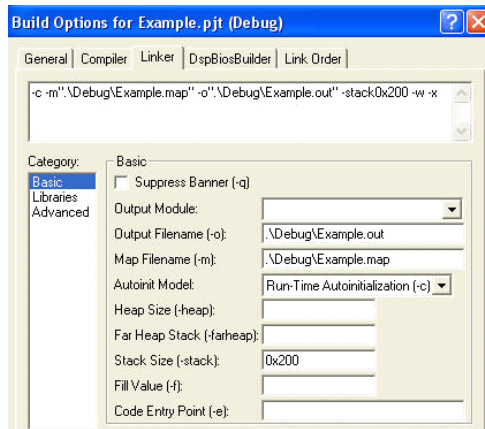 Build Options for Example.pjt (Debug)
General Compiler Linker DspBiosBuilder Link Order
-c -m".\Debug\Example.map" -o".\Debug\Example.out" -stack0x200 -w -x
Category:
Basic
Libraries
Advanced
Basic
Suppress Banner (-q)
Output Module:
Output Filename (-o): .\Debug\Example.out
Map Filename (-m): .\Debug\Example.map
Autoinit Model: Run-Time Autoinitialization (-c)
Heap Size (-heap):
Far Heap Stack (-farheap):
Stack Size (-stack): 0x200
Fill Value (-f):
Code Entry Point (-e):